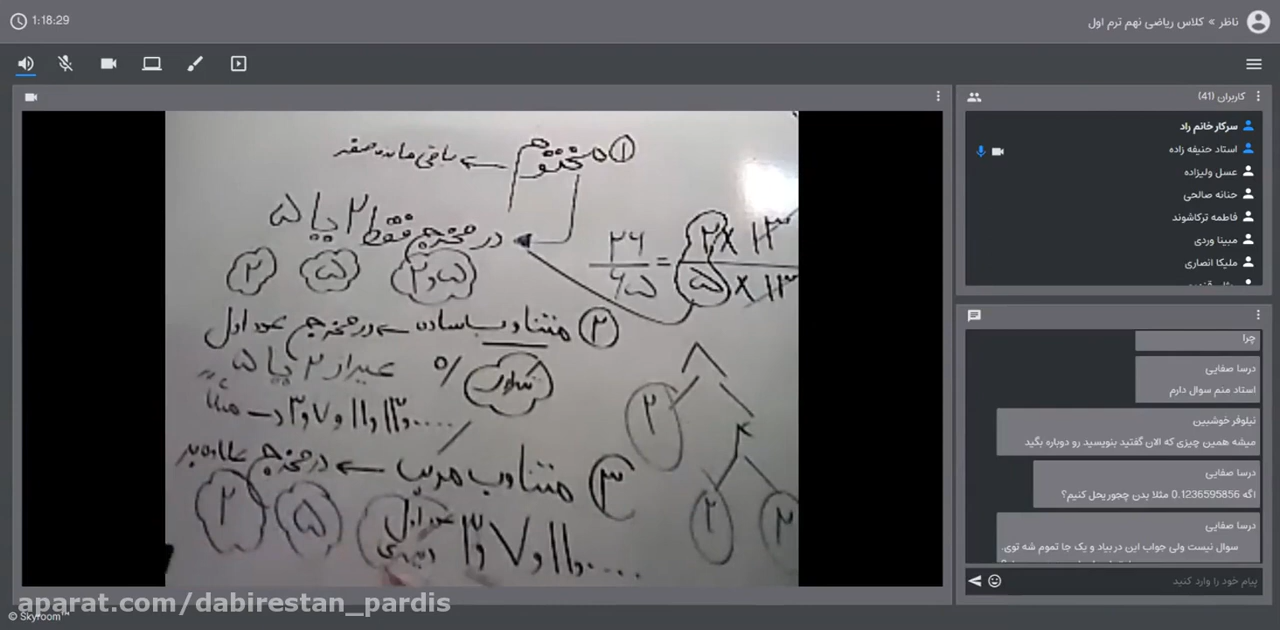 1:18:29
ناظر » کلاس ریاضی نهم ترم اول
① مختوم ← باقی مانده صفر
در مخرج فقط ۲ یا ۵
۲ ۵ ۲و۵
۲۶/۶۵ = ۲×۱۳/۵×۱۳
② متناوب ساده ← در مخرج عدد اول
غیر از ۲ یا ۵
مثلاً ← ۳و۷و۱۱و۱۳و....
③ متناوب مرکب ← در مخرج علاوه بر
۲ ۵ عدد اول دیگری ۳و۷و۱۱و....
۲
۴
۲ ۲
کاربران (41)
سرکار خانم راد
استاد حنیفه زاده
عسل ولیزاده
حنانه صالحی
فاطمه ترکاشوند
مبینا وردی
ملیکا انصاری
چرا
درسا صفایی
استاد منم سوال دارم
نیلوفر خوشبین
میشه همین چیزی که الان گفتید بنویسید رو دوباره بگید
درسا صفایی
اگه 0.1236595856 مثلا بدن چجوریحل کنیم؟
درسا صفایی
سوال نیست ولی جواب این دربیاد و یک جا تموم شه توی.
پیام خود را وارد کنید
aparat.com/dabirestan_pardis
© Skyroom™